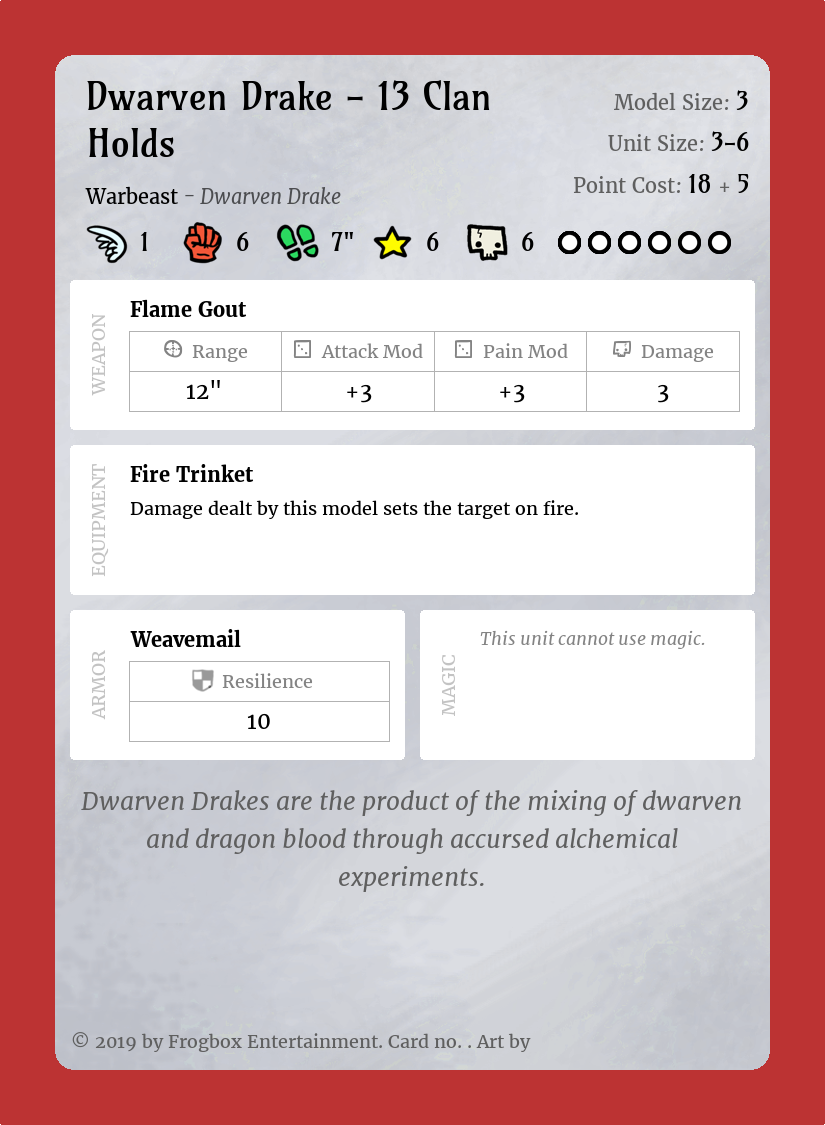 Dwarven Drake – 13 Clan
Holds
Model Size: 3
Unit Size: 3-6
Point Cost: 18 + 5
Warbeast – Dwarven Drake
1 6 7" 6 6
WEAPON
Flame Gout
Range Attack Mod Pain Mod Damage
12" +3 +3 3
EQUIPMENT
Fire Trinket
Damage dealt by this model sets the target on fire.
ARMOR
Weavemail
Resilience
10
MAGIC
This unit cannot use magic.
Dwarven Drakes are the product of the mixing of dwarven
and dragon blood through accursed alchemical
experiments.
© 2019 by Frogbox Entertainment. Card no. . Art by